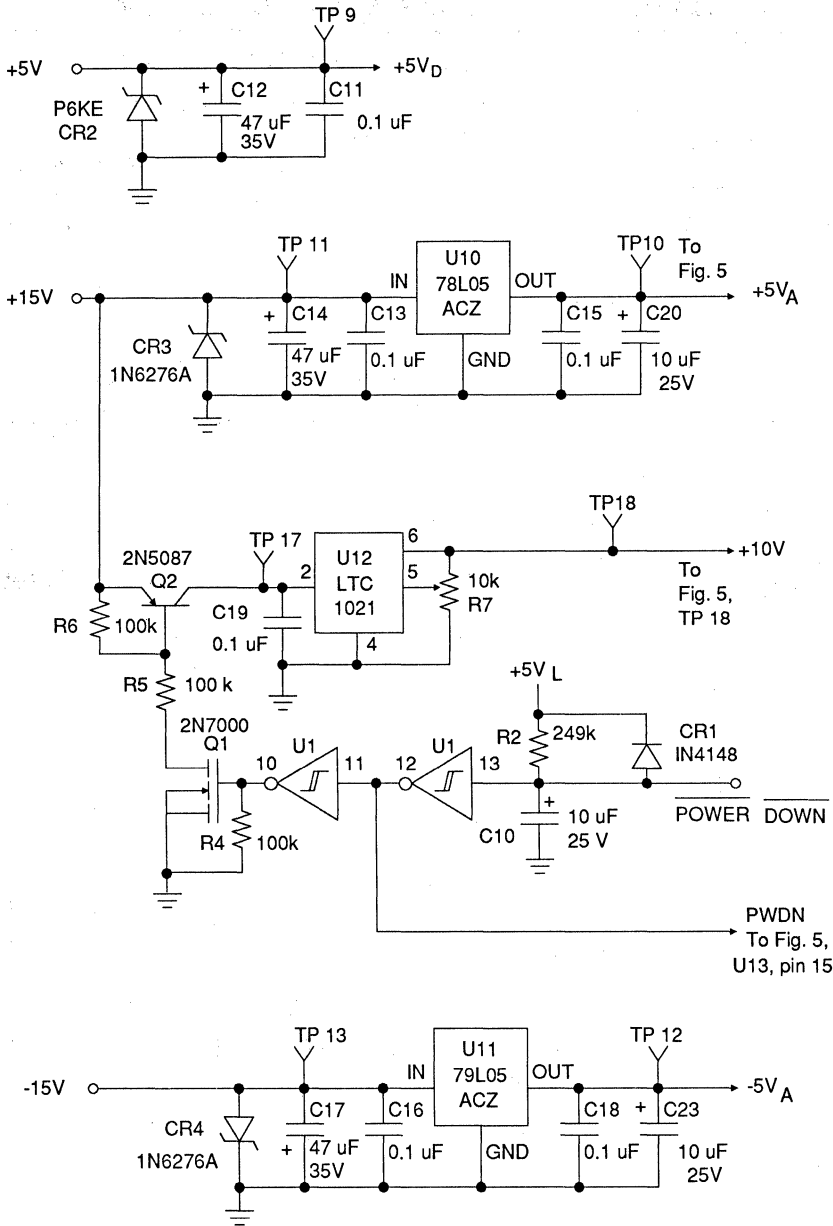 TP 9
+5V
+5VD
P6KE
CR2
+
C12
47 uF
35V
C11
0.1 uF
TP 11
U10
78L05
ACZ
IN
OUT
GND
TP10
To
Fig. 5
+15V
+5VA
CR3
1N6276A
+
C14
47 uF
35V
C13
0.1 uF
C15
0.1 uF
+
C20
10 uF
25V
2N5087
Q2
TP 17
U12
LTC
1021
2
6
5
4
TP18
+10V
To
Fig. 5,
TP 18
10k
R7
R6
100k
C19
0.1 uF
R5
100 k
2N7000
Q1
U1
10
11
U1
12
13
+5V L
R2
249k
CR1
IN4148
POWER DOWN
R4
100k
+
C10
10 uF
25 V
PWDN
To Fig. 5,
U13, pin 15
TP 13
U11
79L05
ACZ
IN
OUT
GND
TP 12
-15V
-5VA
CR4
1N6276A
C17
+
47 uF
35V
C16
0.1 uF
C18
0.1 uF
+
C23
10 uF
25V